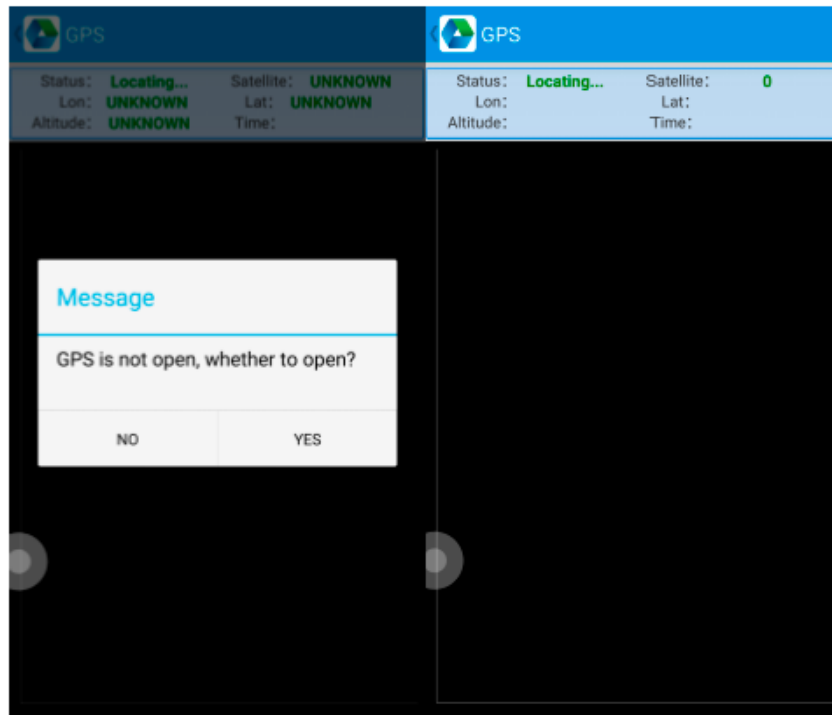 GPS
Status: Locating... Satellite: UNKNOWN
Lon: UNKNOWN Lat: UNKNOWN
Altitude: UNKNOWN Time:
Message
GPS is not open, whether to open?
NO YES
GPS
Status: Locating... Satellite: 0
Lon: Lat:
Altitude: Time: